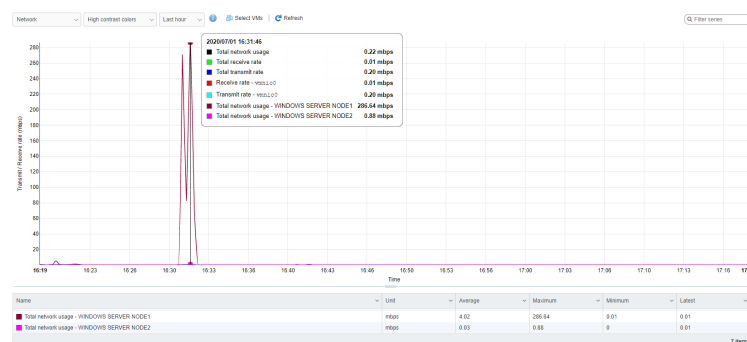 Network High contrast colors Last hour Select VMs Refresh Filter series
2020/07/01 16:31:46
Total network usage 0.22 mbps
Total receive rate 0.01 mbps
Total transmit rate 0.20 mbps
Receive rate - vmnic0 0.01 mbps
Transmit rate - vmnic0 0.20 mbps
Total network usage - WINDOWS SERVER NODE1 286.64 mbps
Total network usage - WINDOWS SERVER NODE2 0.88 mbps
280
260
240
220
200
180
160
140
120
100
80
60
40
20
Transmit / Receive rate (mbps)
16:19 16:23 16:26 16:30 16:33 16:36 16:40 16:43 16:46 16:50 16:53 16:56 17:00 17:03 17:06 17:10 17:13 17:16 17
Time
Name Unit Average Maximum Minimum Latest
Total network usage - WINDOWS SERVER NODE1 mbps 4.02 286.64 0.01 0.01
Total network usage - WINDOWS SERVER NODE2 mbps 0.03 0.88 0 0.01
7 items